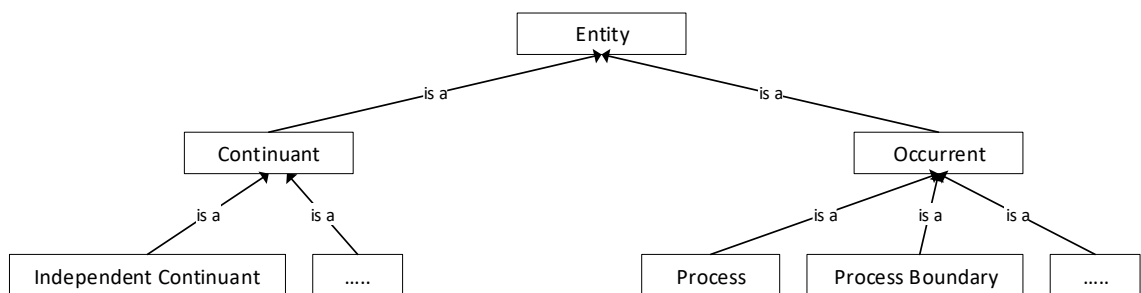 Entity
is a
is a
Continuant
Occurrent
is a
is a
is a
is a
is a
Independent Continuant
.....
Process
Process Boundary
.....